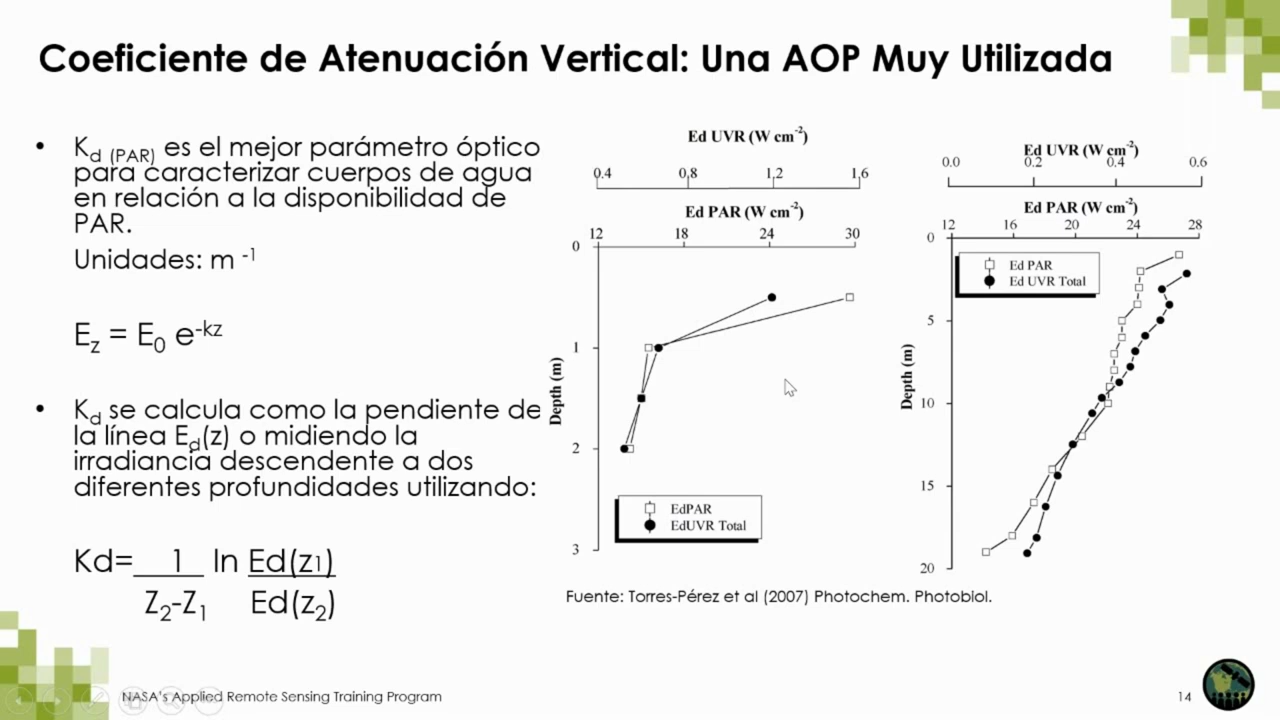 Coeficiente de Atenuación Vertical: Una AOP Muy Utilizada
• Kd (PAR) es el mejor parámetro óptico
para caracterizar cuerpos de agua
en relación a la disponibilidad de
PAR.
Unidades: m -1
Ez = E0 e-kz
• Kd se calcula como la pendiente de
la línea Ed(z) o midiendo la
irradiancia descendente a dos
diferentes profundidades utilizando:
Kd= 1 ln Ed(z1)
Z2-Z1 Ed(z2)
Ed UVR (W cm-2)
0.4 0,8 1,2 1,6
Ed PAR (W cm-2)
12 18 24 30
0
1
2
3
Depth (m)
EdPAR
EdUVR Total
Ed UVR (W cm-2)
0.0 0.2 0.4 0.6
Ed PAR (W cm-2)
12 16 20 24 28
0
5
10
15
20
Depth (m)
Ed PAR
Ed UVR Total
Fuente: Torres-Pérez et al (2007) Photochem. Photobiol.
NASA's Applied Remote Sensing Training Program
14